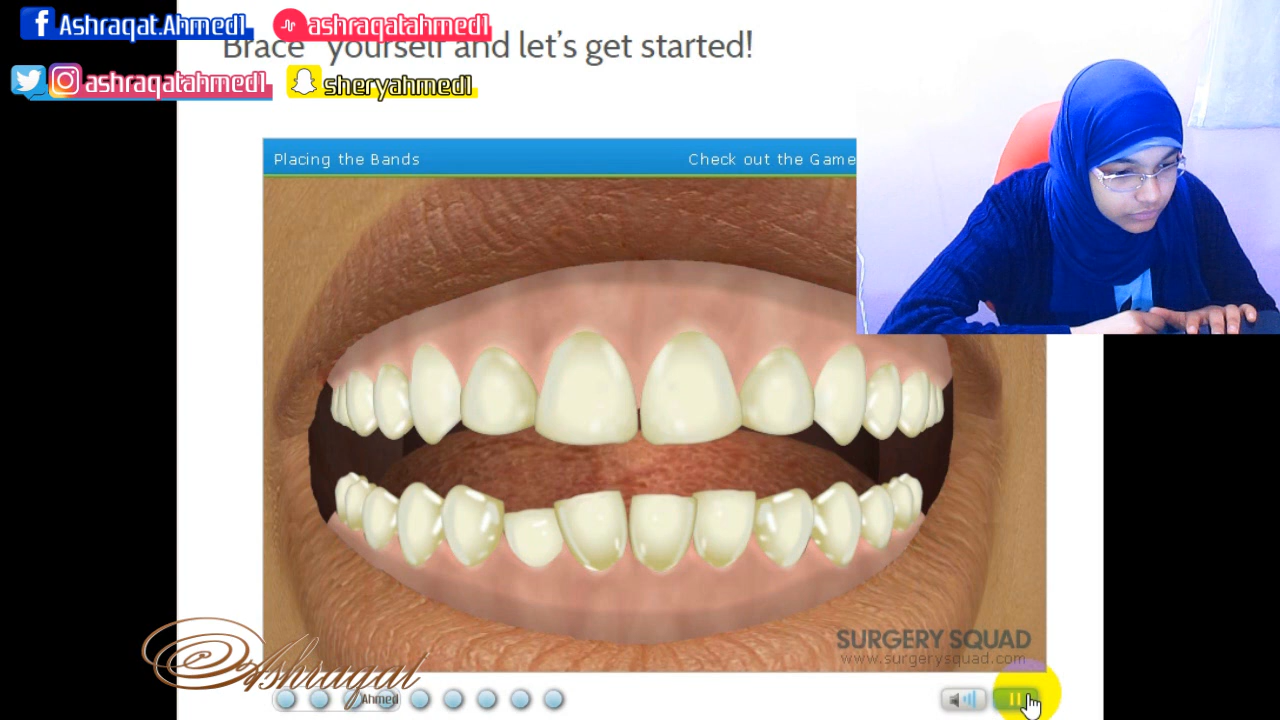 Ashraqat.Ahmed1
ashraqatahmed1
Brace yourself and let's get started!
ashraqatahmed1
sheryahmed1
Placing the Bands
Check out the Game
SURGERY SQUAD
www.surgerysquad.com
Ashraqat
Ahmed